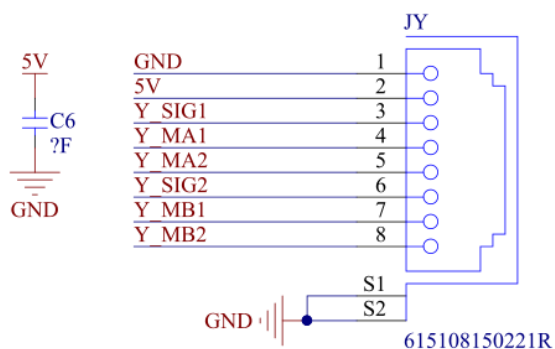 JY
5V
C6
?F
GND
GND 1
5V 2
Y_SIG1 3
Y_MA1 4
Y_MA2 5
Y_SIG2 6
Y_MB1 7
Y_MB2 8
S1
GND S2
615108150221R